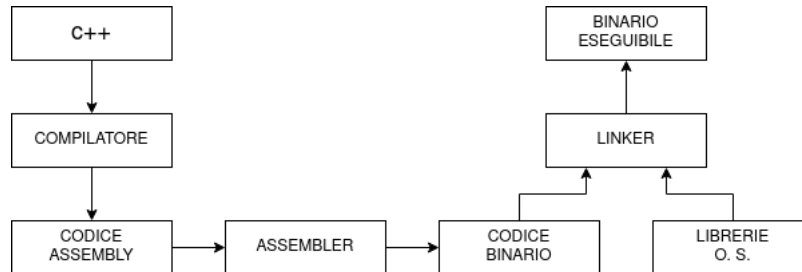 C++
BINARIO
ESEGUIBILE
COMPILATORE
LINKER
CODICE
ASSEMBLY
ASSEMBLER
CODICE
BINARIO
LIBRERIE
O. S.